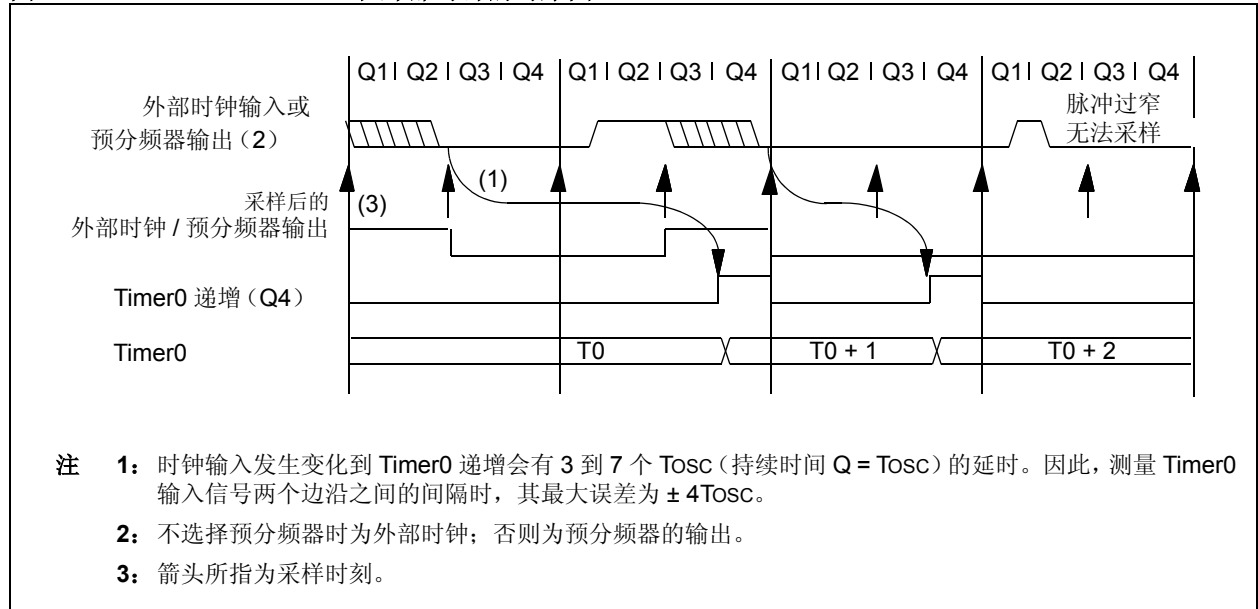 Q1 Q2 Q3 Q4 Q1 Q2 Q3 Q4 Q1 Q2 Q3 Q4 Q1 Q2 Q3 Q4
外部时钟输入或
预分频器输出（2）
脉冲过窄
无法采样
(1)
(3)
采样后的
外部时钟 / 预分频器输出
Timer0 递增（Q4）
Timer0 T0 T0 + 1 T0 + 2
注 1：时钟输入发生变化到 Timer0 递增会有 3 到 7 个 TOSC（持续时间 Q = TOSC）的延时。因此，测量 Timer0
输入信号两个边沿之间的间隔时，其最大误差为 ± 4TOSC。
2：不选择预分频器时为外部时钟；否则为预分频器的输出。
3：箭头所指为采样时刻。